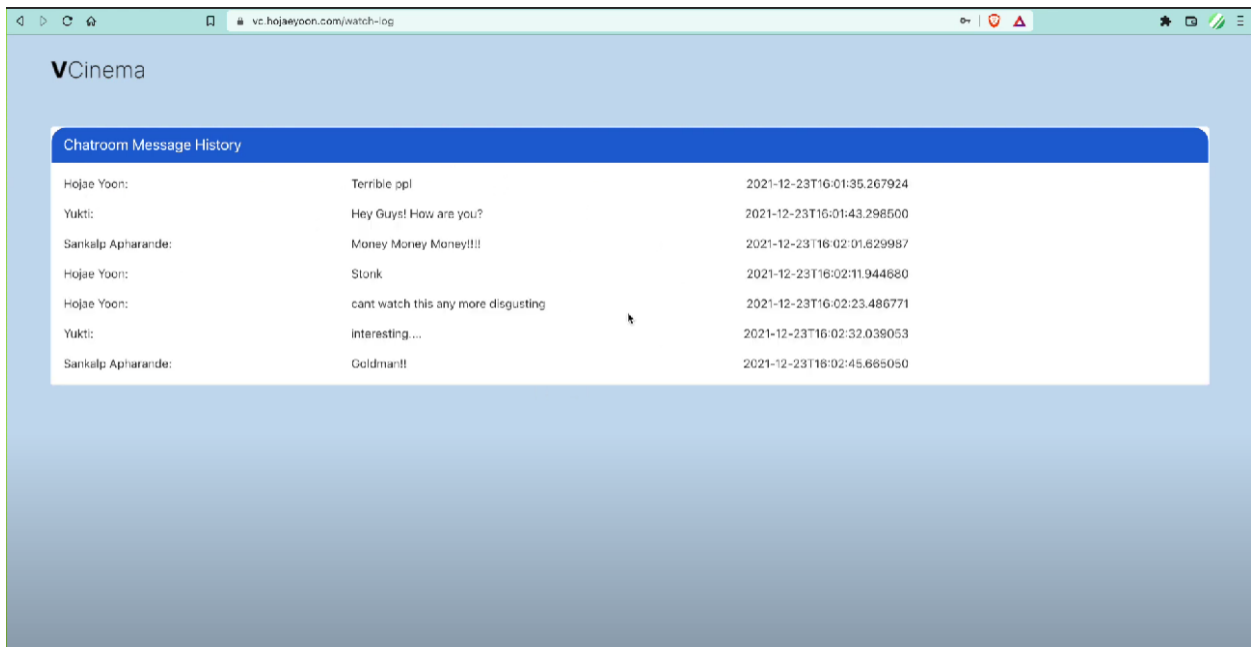 vc.hojaeyoon.com/watch-log
VCinema
Chatroom Message History
Hojae Yoon: Terrible ppl 2021-12-23T16:01:35.267924
Yukti: Hey Guys! How are you? 2021-12-23T16:01:43.298500
Sankalp Apharande: Money Money Money!!!! 2021-12-23T16:02:01.629987
Hojae Yoon: Stonk 2021-12-23T16:02:11.944680
Hojae Yoon: cant watch this any more disgusting 2021-12-23T16:02:23.486771
Yukti: interesting.... 2021-12-23T16:02:32.039053
Sankalp Apharande: Goldman!! 2021-12-23T16:02:45.665050